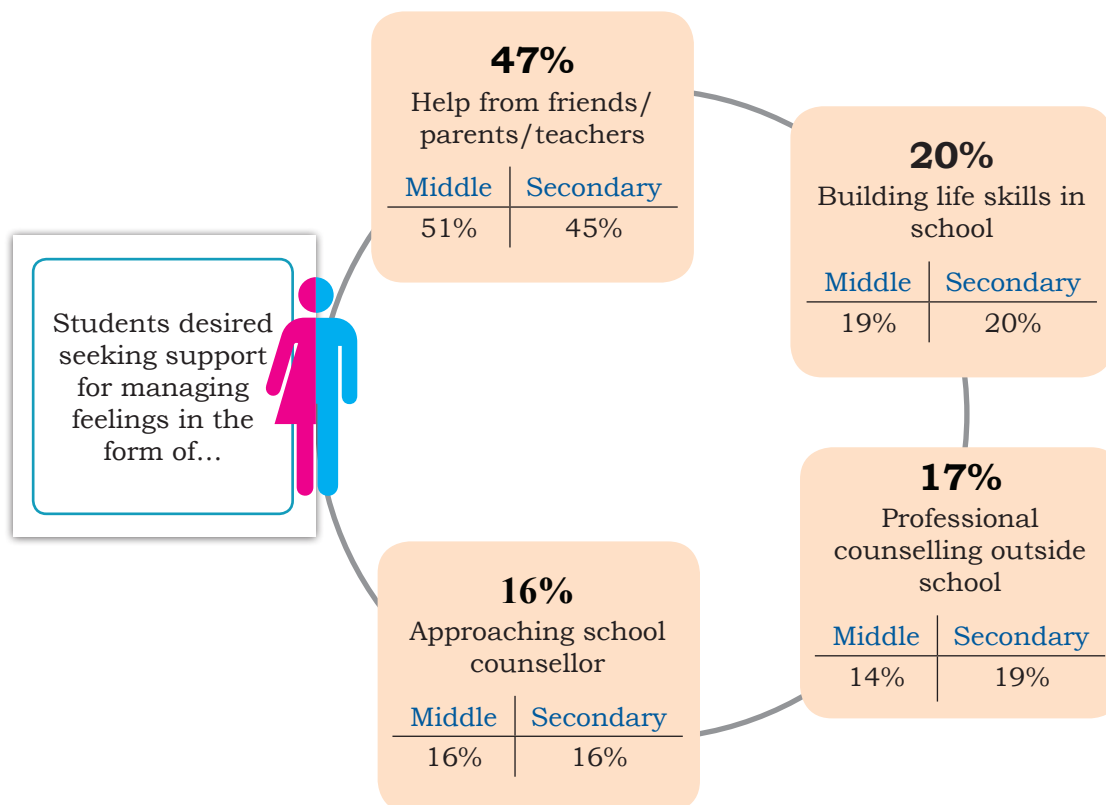 Students desired
seeking support
for managing
feelings in the
form of…
47%
Help from friends/
parents/teachers
Middle Secondary
51% 45%
20%
Building life skills in
school
Middle Secondary
19% 20%
17%
Professional
counselling outside
school
Middle Secondary
14% 19%
16%
Approaching school
counsellor
Middle Secondary
16% 16%